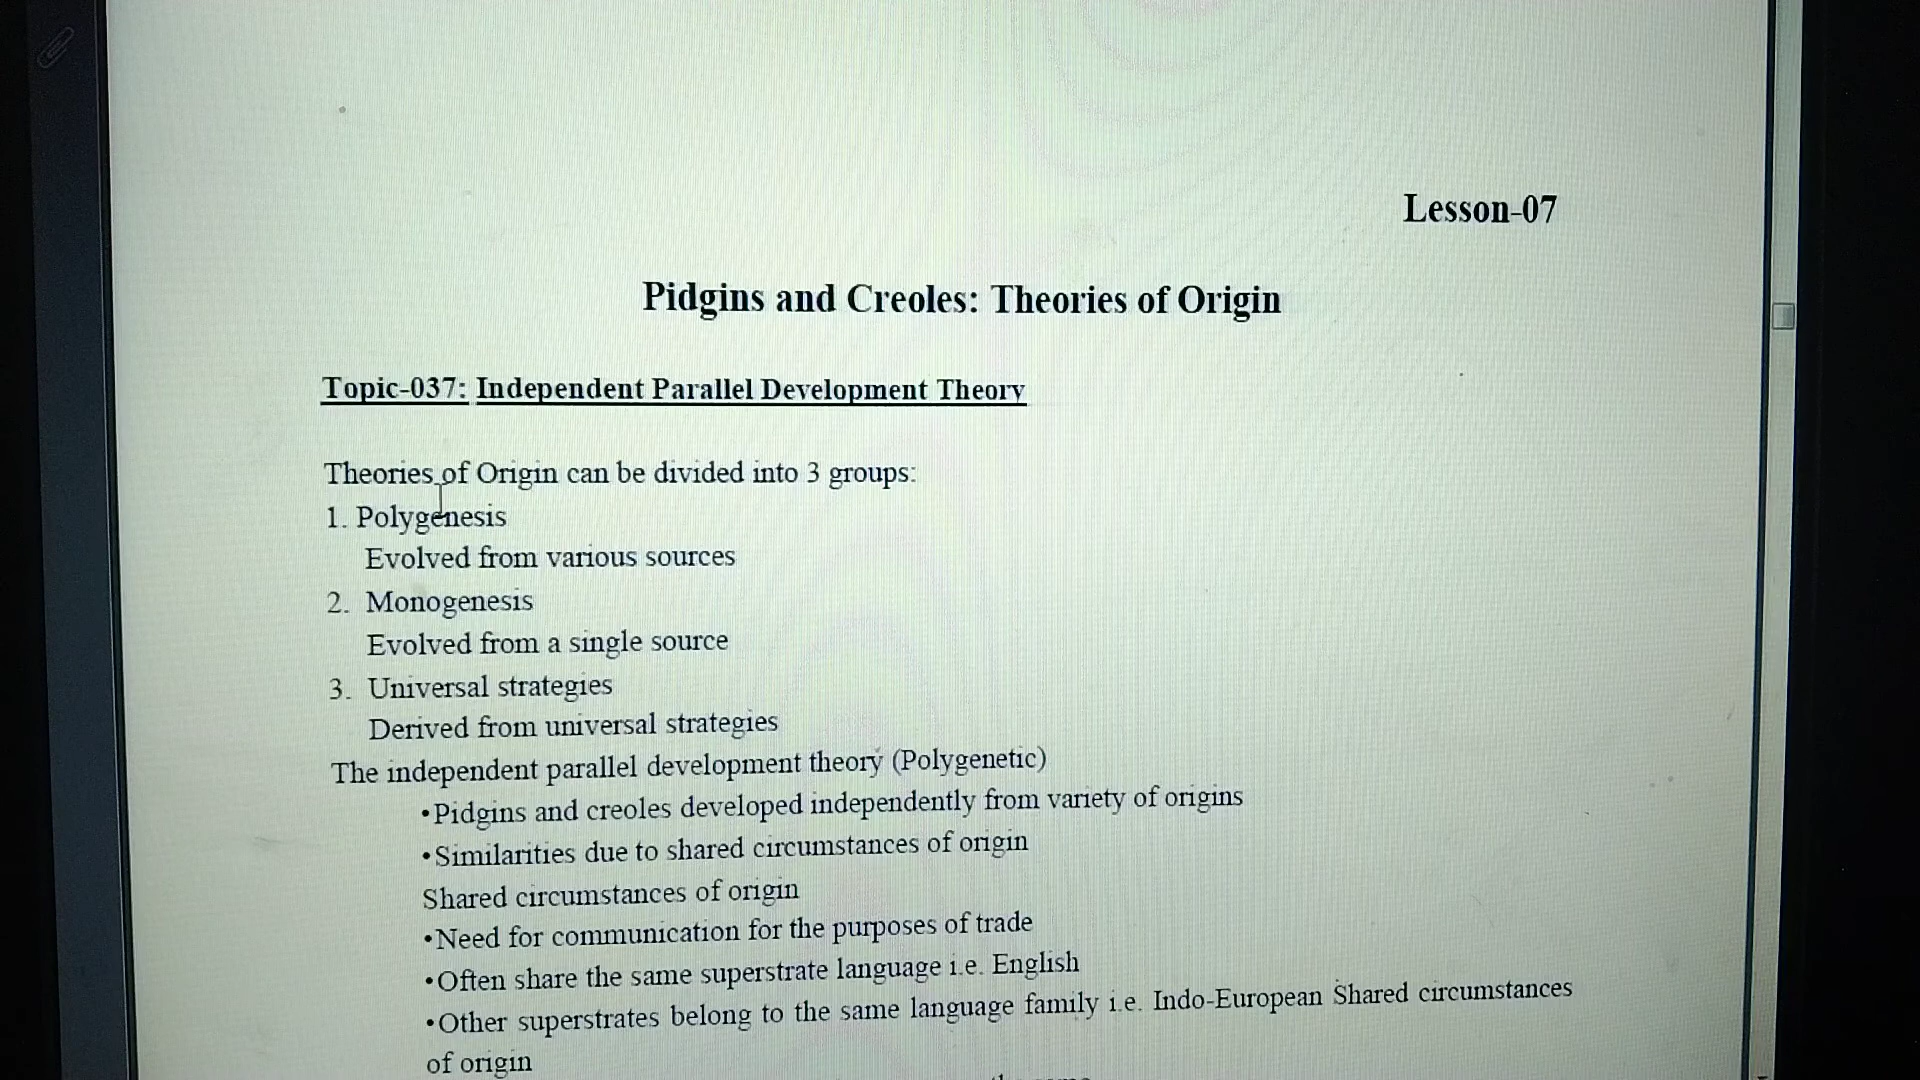 Lesson-07
Pidgins and Creoles: Theories of Origin
Topic-037: Independent Parallel Development Theory
Theories of Origin can be divided into 3 groups:
1. Polygenesis
Evolved from various sources
2. Monogenesis
Evolved from a single source
3. Universal strategies
Derived from universal strategies
The independent parallel development theory (Polygenetic)
•Pidgins and creoles developed independently from variety of origins
•Similarities due to shared circumstances of origin
Shared circumstances of origin
•Need for communication for the purposes of trade
•Often share the same superstrate language i.e. English
•Other superstrates belong to the same language family i.e. Indo-European Shared circumstances
of origin